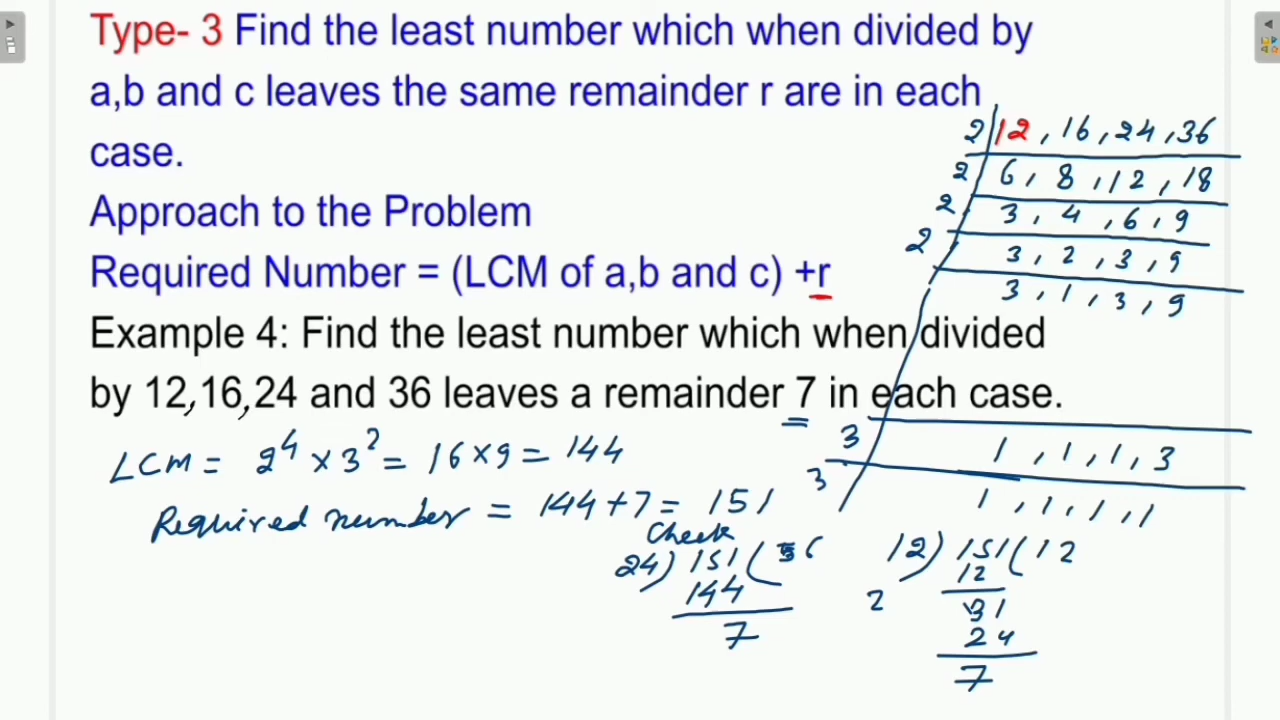 Type- 3 Find the least number which when divided by
a,b and c leaves the same remainder r are in each
case.
Approach to the Problem
Required Number = (LCM of a,b and c) +r
Example 4: Find the least number which when divided
by 12,16,24 and 36 leaves a remainder 7 in each case.
2 12, 16, 24, 36
2 6, 8, 12, 18
2 3, 4, 6, 9
2 3, 2, 3, 9
3, 1, 3, 9
3 1, 1, 1, 3
3 1, 1, 1, 1
LCM = 2⁴ × 3² = 16 × 9 = 144
Required number = 144 + 7 = 151
Check
24) 151 ( 6
144
7
12) 151 ( 12
12
31
24
7
2